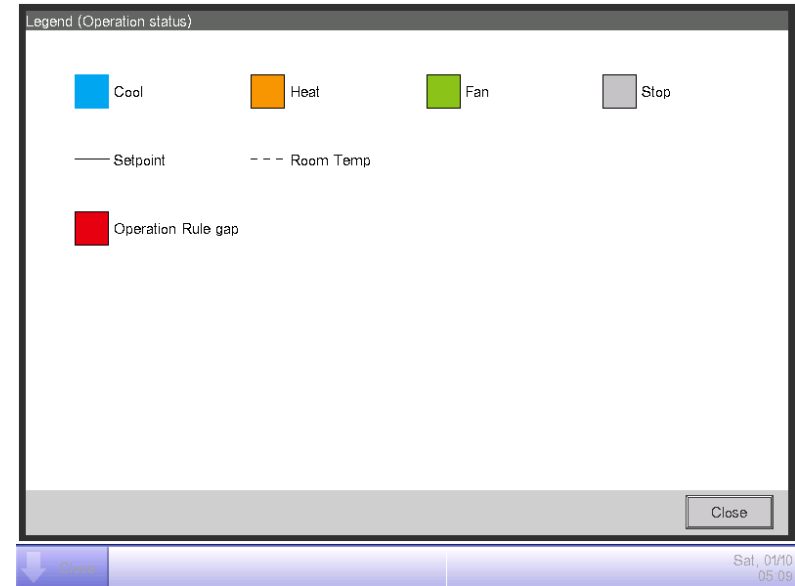 Legend (Operation status)
Cool
Heat
Fan
Stop
Setpoint
Room Temp
Operation Rule gap
Close
Close
Sat, 01/10
05:09